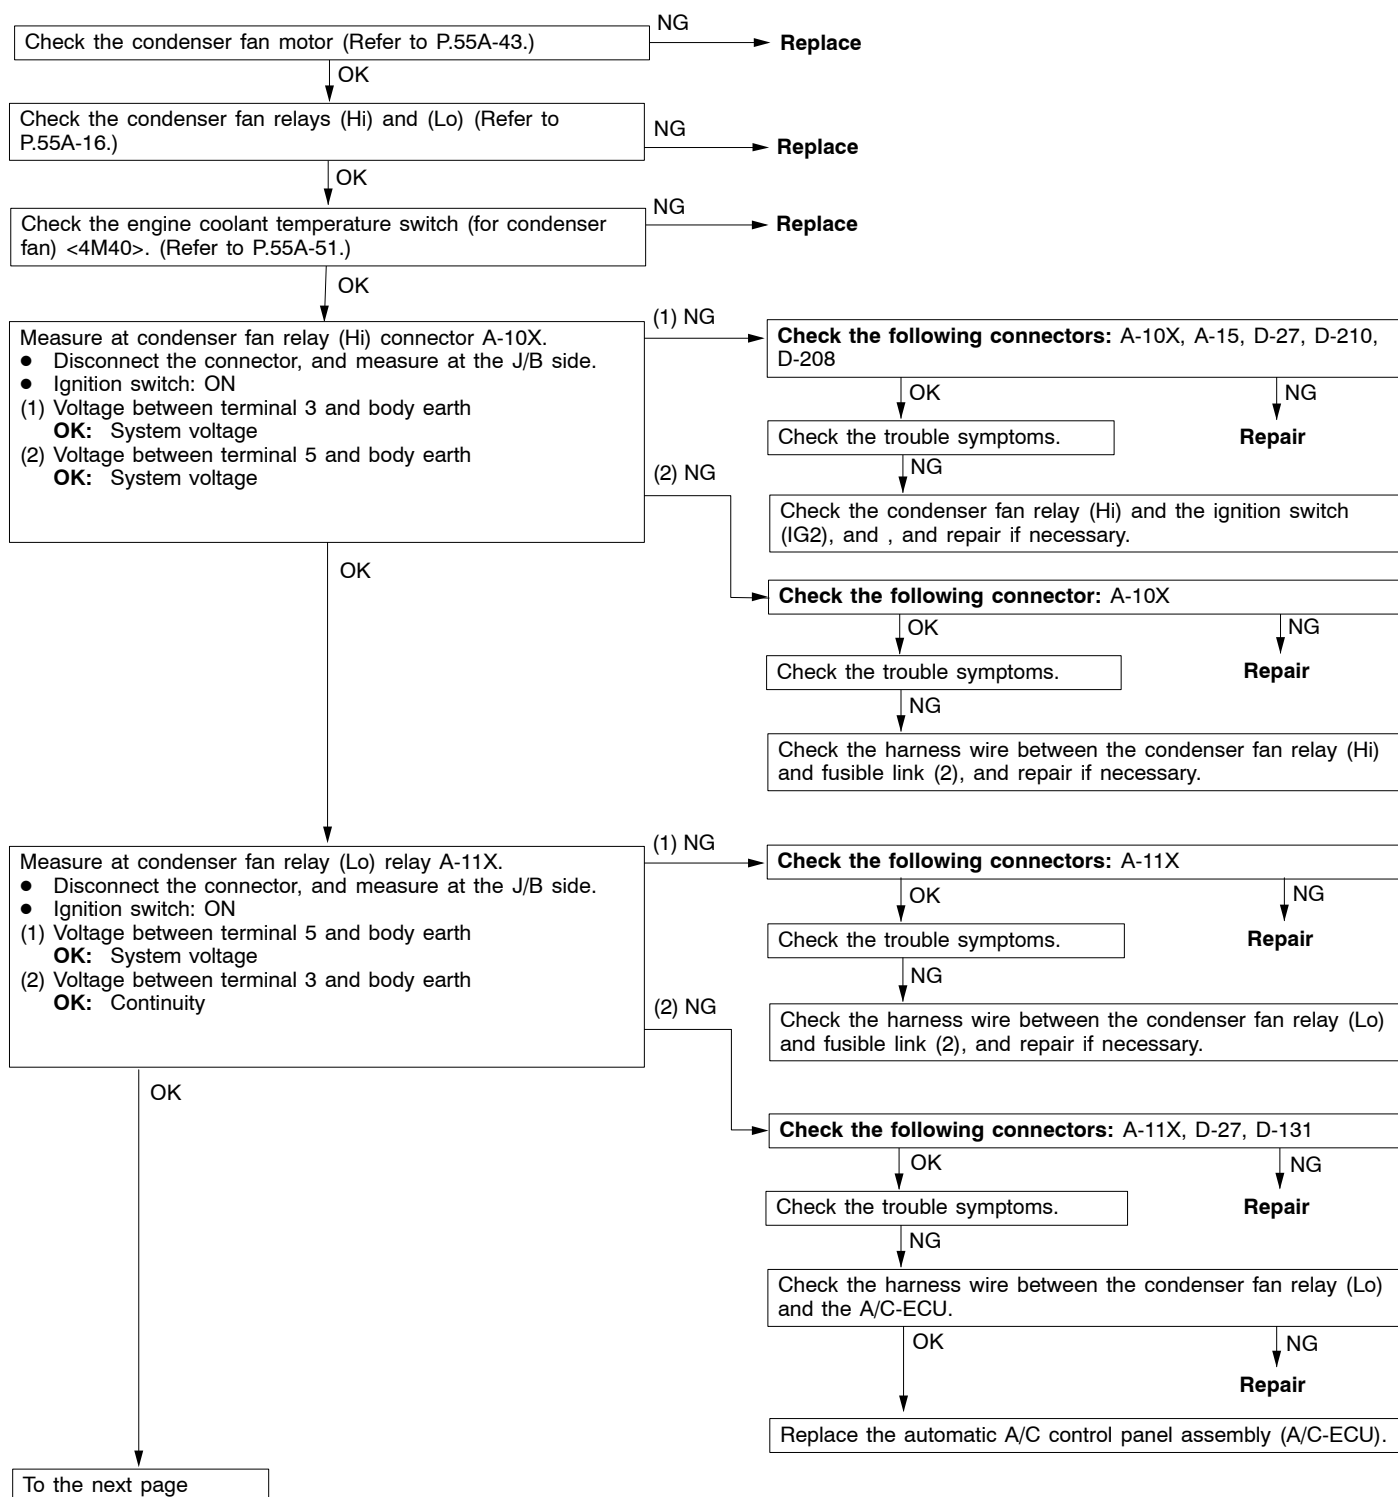 Check the condenser fan motor (Refer to P.55A-43.)
NG
Replace
OK
Check the condenser fan relays (Hi) and (Lo) (Refer to
P.55A-16.)
NG
Replace
OK
Check the engine coolant temperature switch (for condenser
fan) <4M40>. (Refer to P.55A-51.)
NG
Replace
OK
Measure at condenser fan relay (Hi) connector A-10X.
● Disconnect the connector, and measure at the J/B side.
● Ignition switch: ON
(1) Voltage between terminal 3 and body earth
OK: System voltage
(2) Voltage between terminal 5 and body earth
OK: System voltage
(1) NG
Check the following connectors: A-10X, A-15, D-27, D-210,
D-208
OK
NG
Check the trouble symptoms.
Repair
NG
Check the condenser fan relay (Hi) and the ignition switch
(IG2), and , and repair if necessary.
(2) NG
Check the following connector: A-10X
OK
NG
Check the trouble symptoms.
Repair
NG
Check the harness wire between the condenser fan relay (Hi)
and fusible link (2), and repair if necessary.
OK
Measure at condenser fan relay (Lo) relay A-11X.
● Disconnect the connector, and measure at the J/B side.
● Ignition switch: ON
(1) Voltage between terminal 5 and body earth
OK: System voltage
(2) Voltage between terminal 3 and body earth
OK: Continuity
(1) NG
Check the following connectors: A-11X
OK
NG
Check the trouble symptoms.
Repair
NG
Check the harness wire between the condenser fan relay (Lo)
and fusible link (2), and repair if necessary.
(2) NG
Check the following connectors: A-11X, D-27, D-131
OK
NG
Check the trouble symptoms.
Repair
NG
Check the harness wire between the condenser fan relay (Lo)
and the A/C-ECU.
OK
NG
Repair
Replace the automatic A/C control panel assembly (A/C-ECU).
OK
To the next page